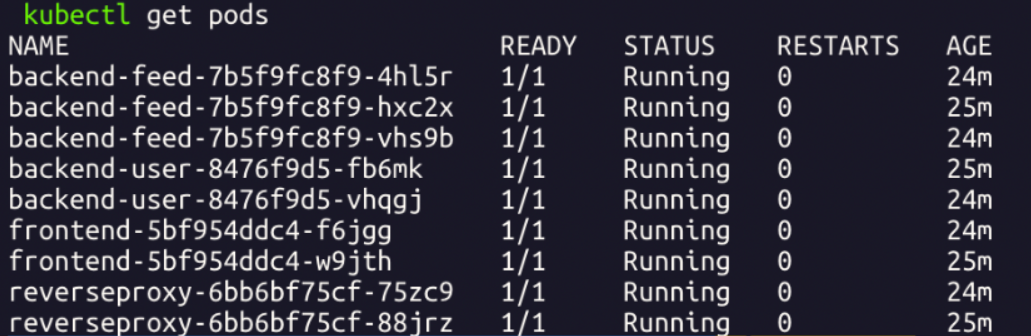 kubectl get pods
NAME READY STATUS RESTARTS AGE
backend-feed-7b5f9fc8f9-4hl5r 1/1 Running 0 24m
backend-feed-7b5f9fc8f9-hxc2x 1/1 Running 0 25m
backend-feed-7b5f9fc8f9-vhs9b 1/1 Running 0 24m
backend-user-8476f9d5-fb6mk 1/1 Running 0 25m
backend-user-8476f9d5-vhqgj 1/1 Running 0 24m
frontend-5bf954ddc4-f6jgg 1/1 Running 0 24m
frontend-5bf954ddc4-w9jth 1/1 Running 0 25m
reverseproxy-6bb6bf75cf-75zc9 1/1 Running 0 24m
reverseproxy-6bb6bf75cf-88jrz 1/1 Running 0 25m